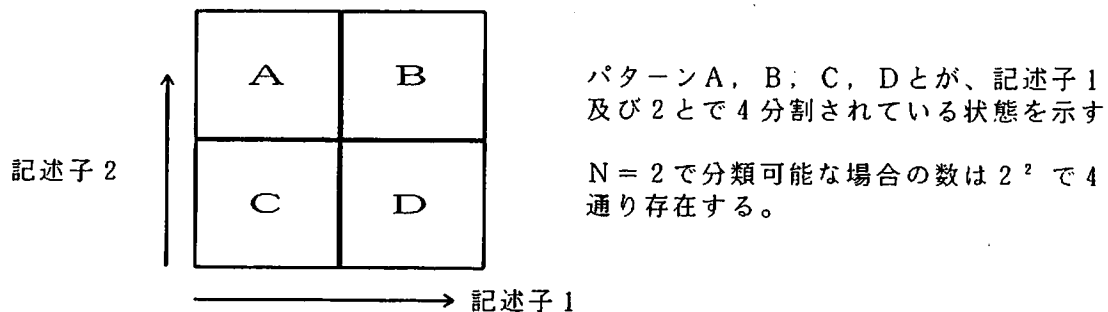 A B
パターンA，B，C，Dとが、記述子1
及び2とで4分割されている状態を示す
記述子2
C D
N＝2で分類可能な場合の数は2²で4
通り存在する。
記述子1